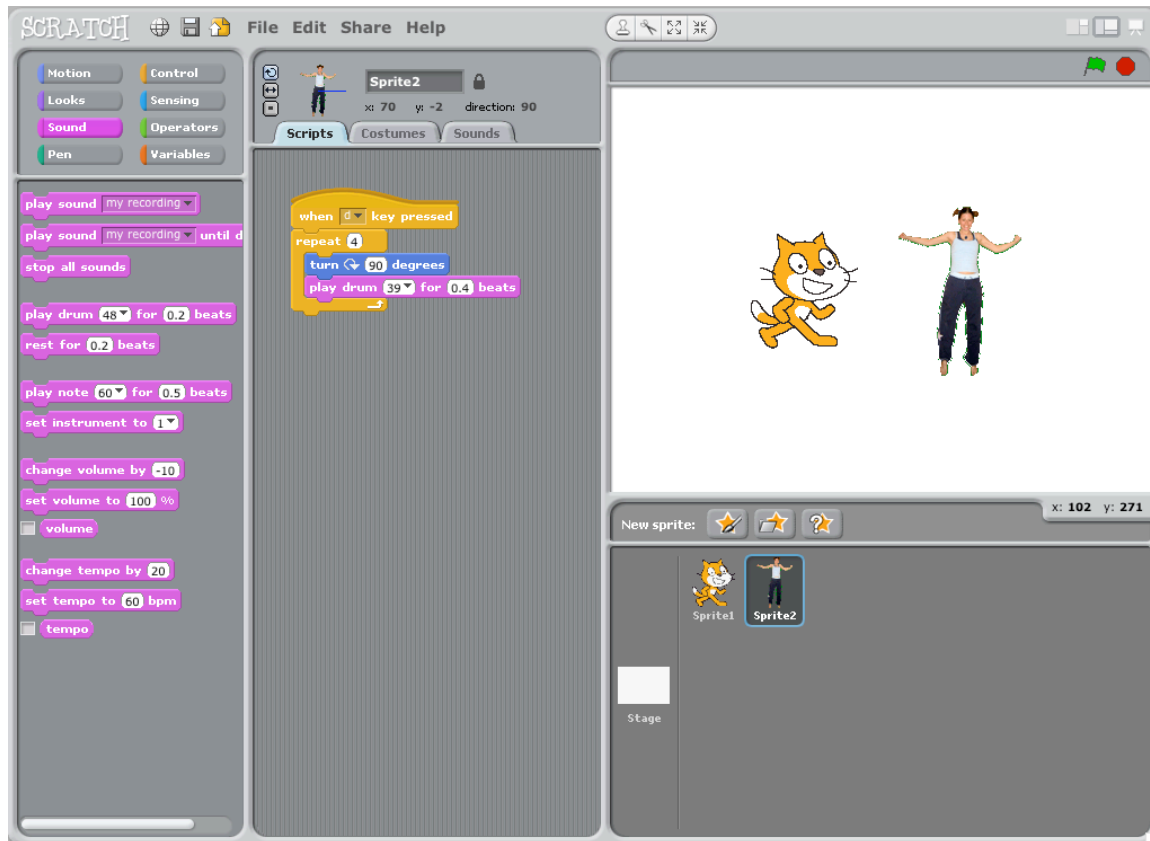 SCRATCH File Edit Share Help
Motion Control
Looks Sensing
Sound Operators
Pen Variables
play sound my recording
play sound my recording until d
stop all sounds
play drum 48 for 0.2 beats
rest for 0.2 beats
play note 60 for 0.5 beats
set instrument to 1
change volume by -10
set volume to 100 %
volume
change tempo by 20
set tempo to 60 bpm
tempo
Sprite2
x: 70 y: -2 direction: 90
Scripts Costumes Sounds
when d key pressed
repeat 4
turn 90 degrees
play drum 39 for 0.4 beats
x: 102 y: 271
New sprite:
Sprite1 Sprite2
Stage